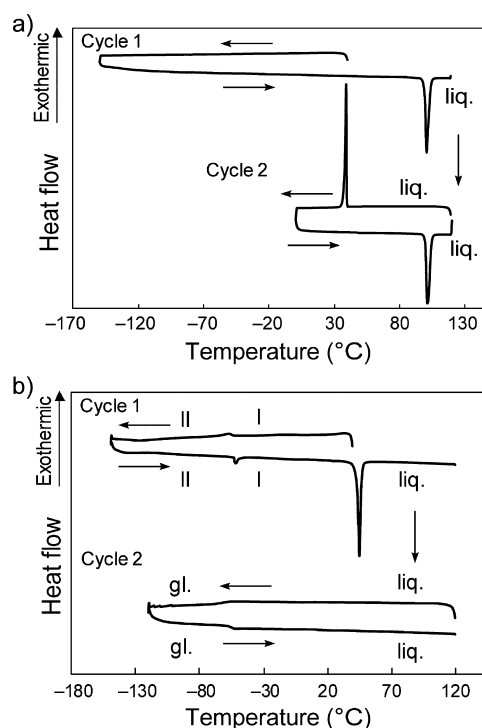 a)
Cycle 1
Exothermic
liq.
Heat flow
Cycle 2
liq.
liq.
–170 –120 –70 –20 30 80 130
Temperature (°C)
b)
Cycle 1
Exothermic
II I
II I
liq.
Heat flow
Cycle 2
gl.
liq.
gl.
liq.
–180 –130 –80 –30 20 70 120
Temperature (°C)